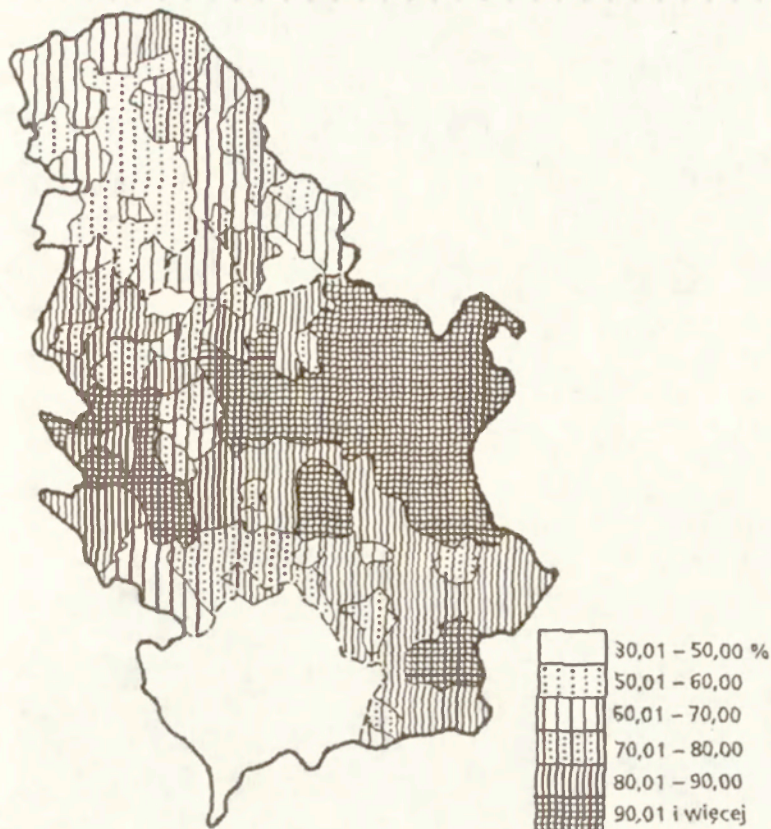 30,01 – 50,00 %
50,01 – 60,00
60,01 – 70,00
70,01 – 80,00
80,01 – 90,00
90,01 i więcej